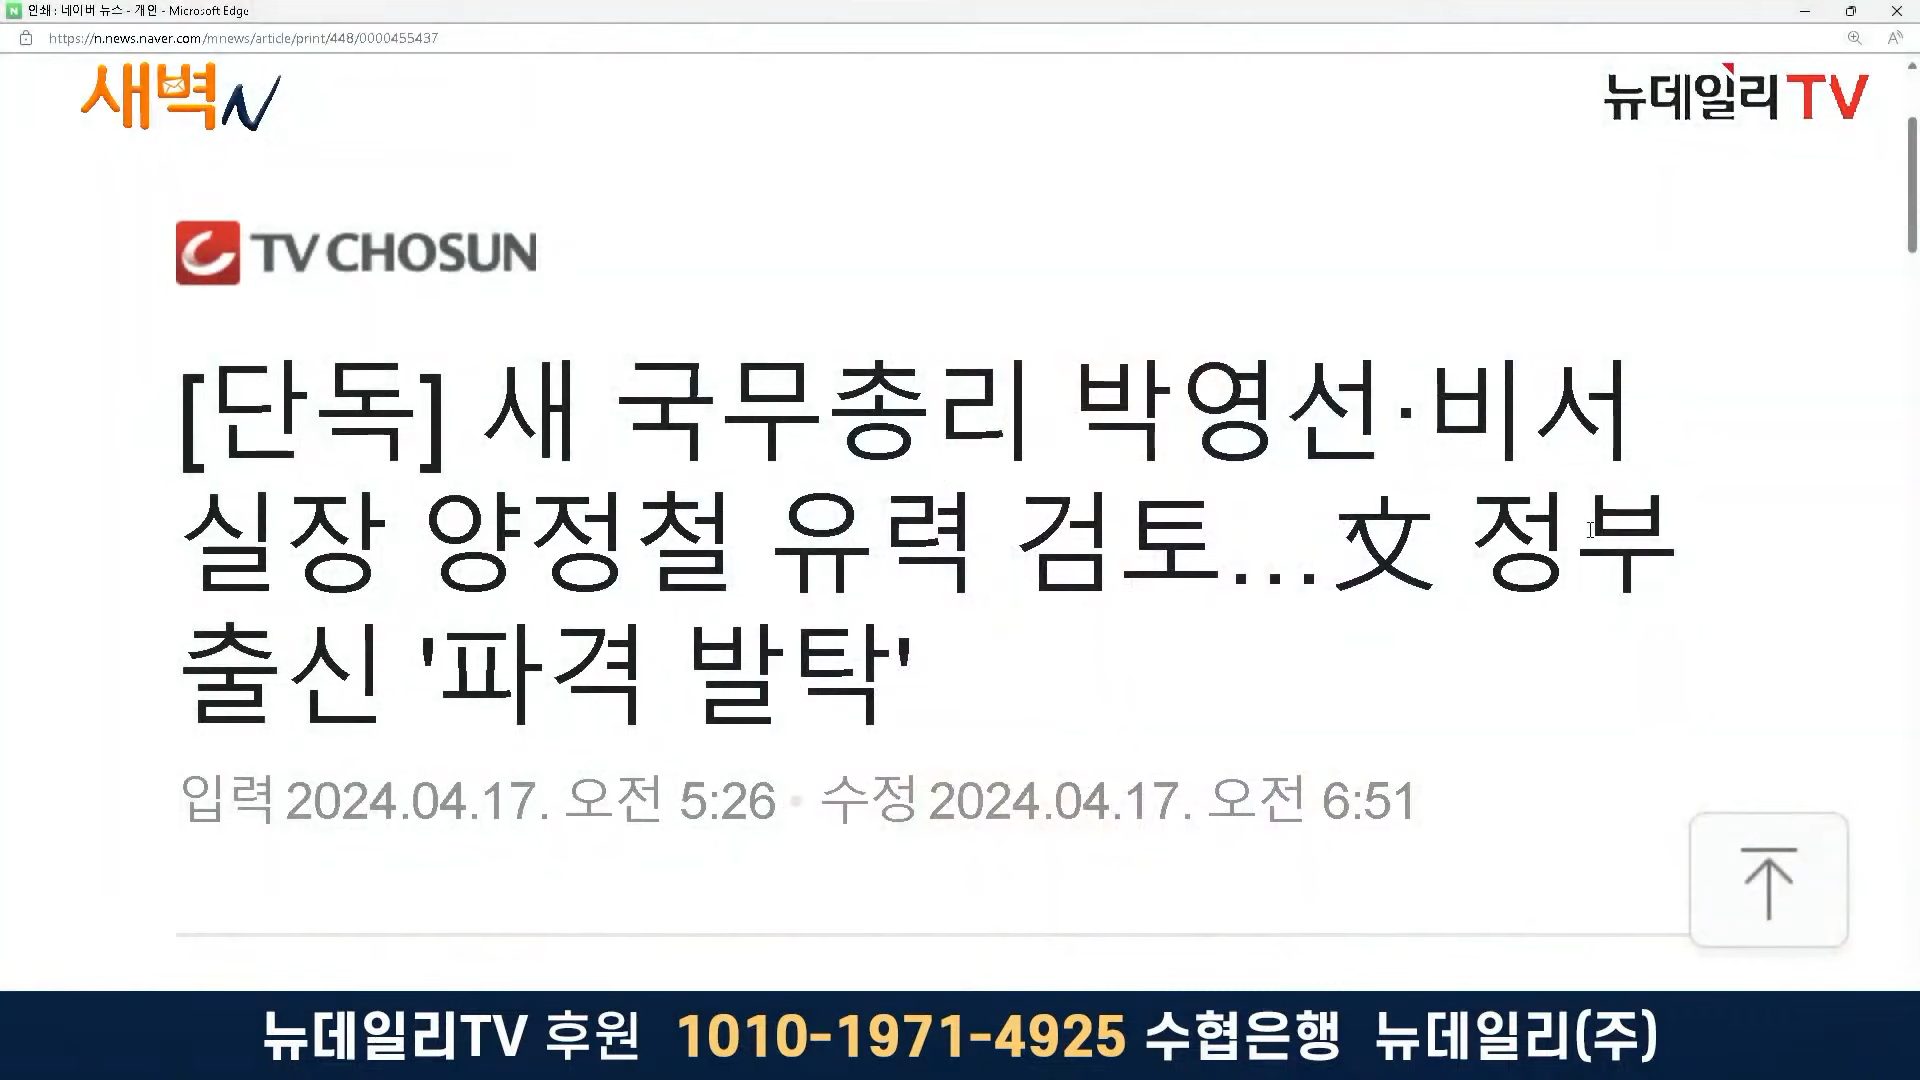 인쇄 : 네이버 뉴스 - 개인 - Microsoft Edge
https://n.news.naver.com/mnews/article/print/448/0000455437
새벽N
뉴데일리TV
TV CHOSUN
[단독] 새 국무총리 박영선·비서
실장 양정철 유력 검토…文 정부
출신 '파격 발탁'
입력 2024.04.17. 오전 5:26 · 수정 2024.04.17. 오전 6:51
뉴데일리TV 후원 1010-1971-4925 수협은행 뉴데일리(주)